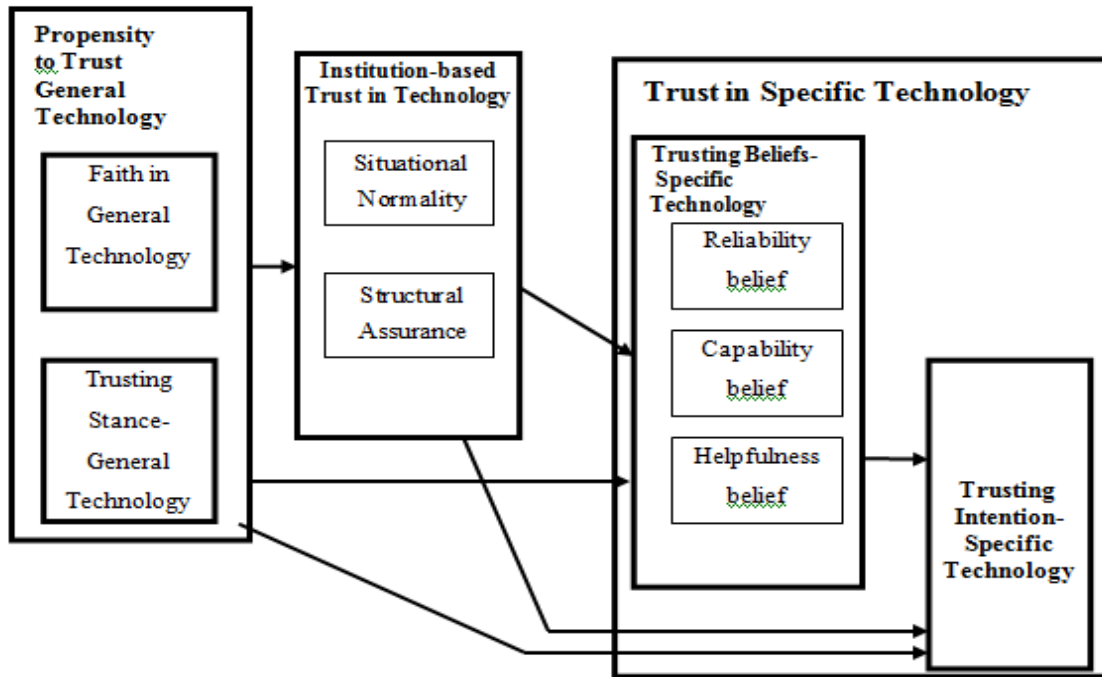 Propensity
to Trust
General
Technology
Faith in
General
Technology
Trusting
Stance-
General
Technology
Institution-based
Trust in Technology
Situational
Normality
Structural
Assurance
Trust in Specific Technology
Trusting Beliefs-
Specific
Technology
Reliability
belief
Capability
belief
Helpfulness
belief
Trusting
Intention-
Specific
Technology